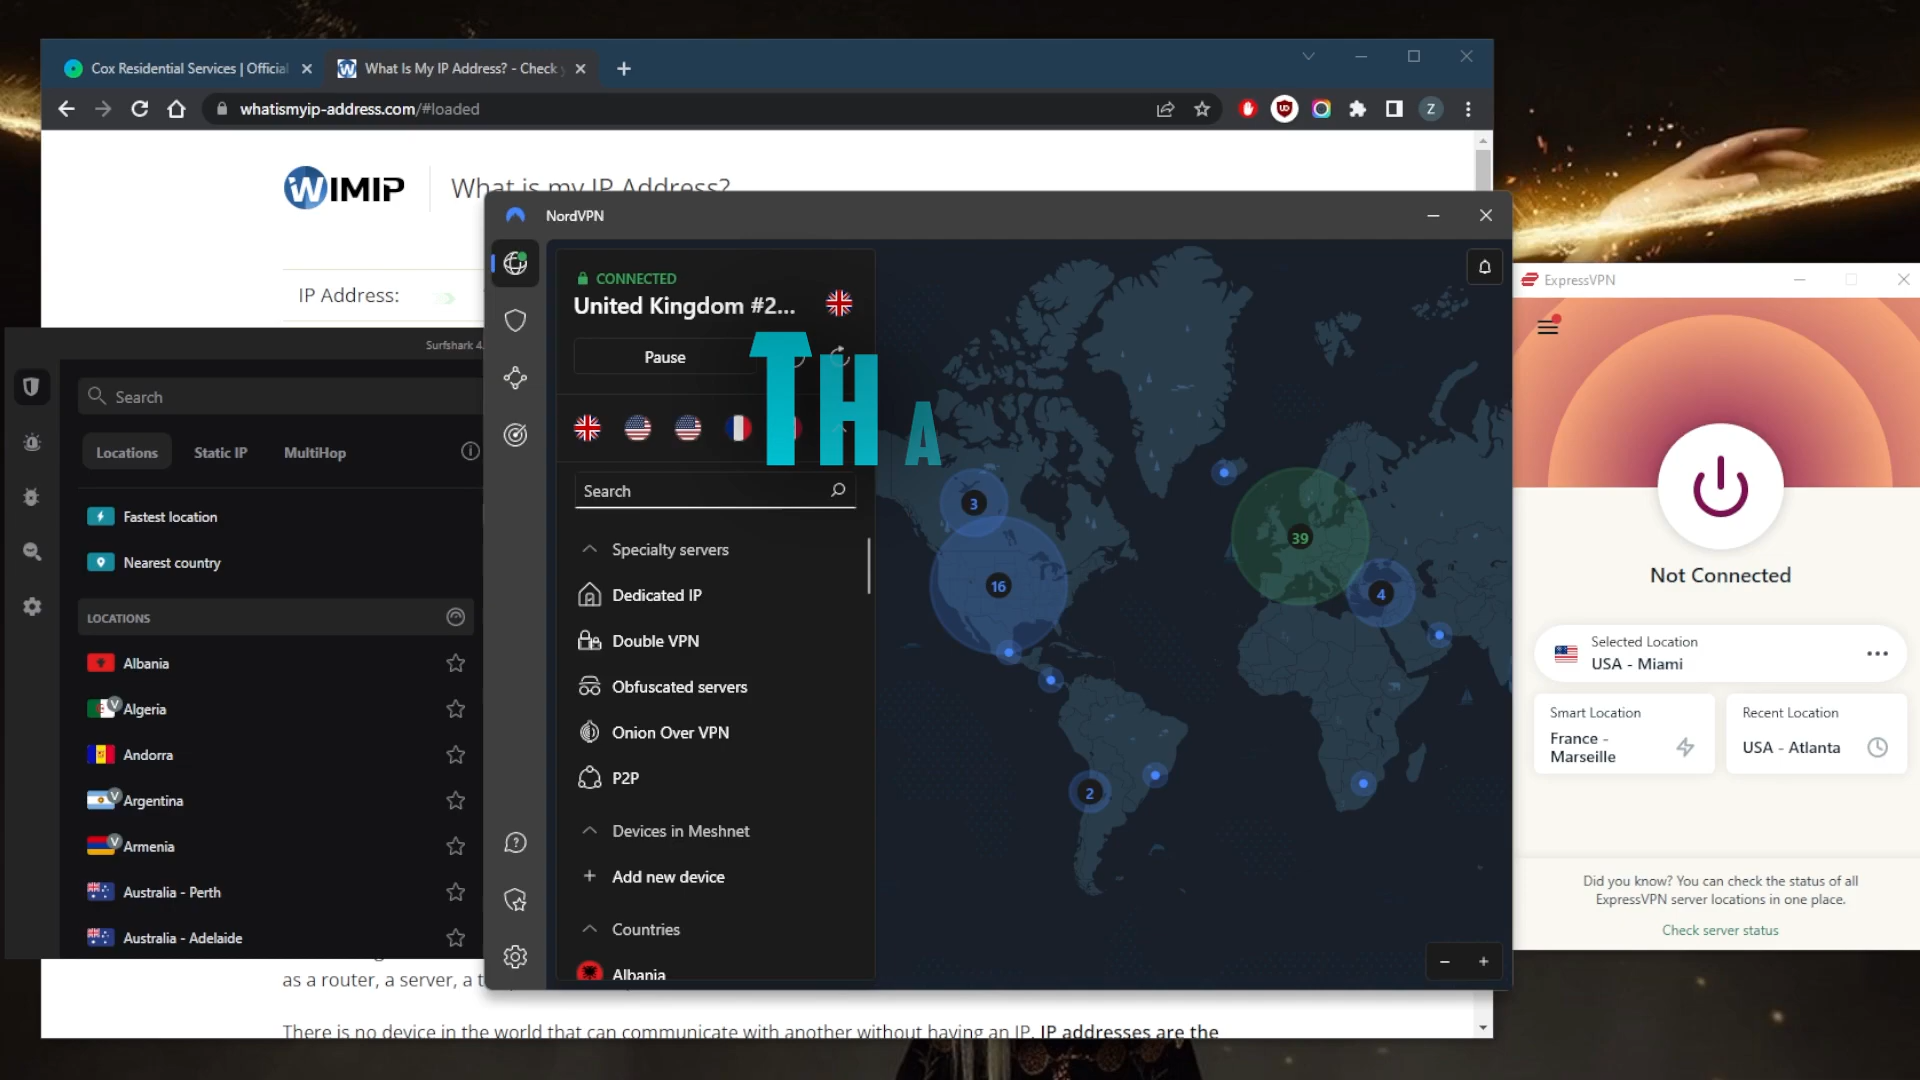 Cox Residential Services | Official
What Is My IP Address? - Check y
whatismyip-address.com/#loaded
Z
WIMIP
What is my IP Address?
IP Address:
NordVPN
CONNECTED
United Kingdom #2...
Pause
THA
Search
Specialty servers
Dedicated IP
Double VPN
Obfuscated servers
Onion Over VPN
P2P
Devices in Meshnet
Add new device
Countries
Albania
3
16
39
4
2
Surfshark 4.
Search
Locations
Static IP
MultiHop
Fastest location
Nearest country
LOCATIONS
Albania
Algeria
Andorra
Argentina
Armenia
Australia - Perth
Australia - Adelaide
ExpressVPN
Not Connected
Selected Location
USA - Miami
Smart Location
France -
Marseille
Recent Location
USA - Atlanta
Did you know? You can check the status of all
ExpressVPN server locations in one place.
Check server status
as a router, a server, a t
There is no device in the world that can communicate with another without having an IP. IP addresses are the